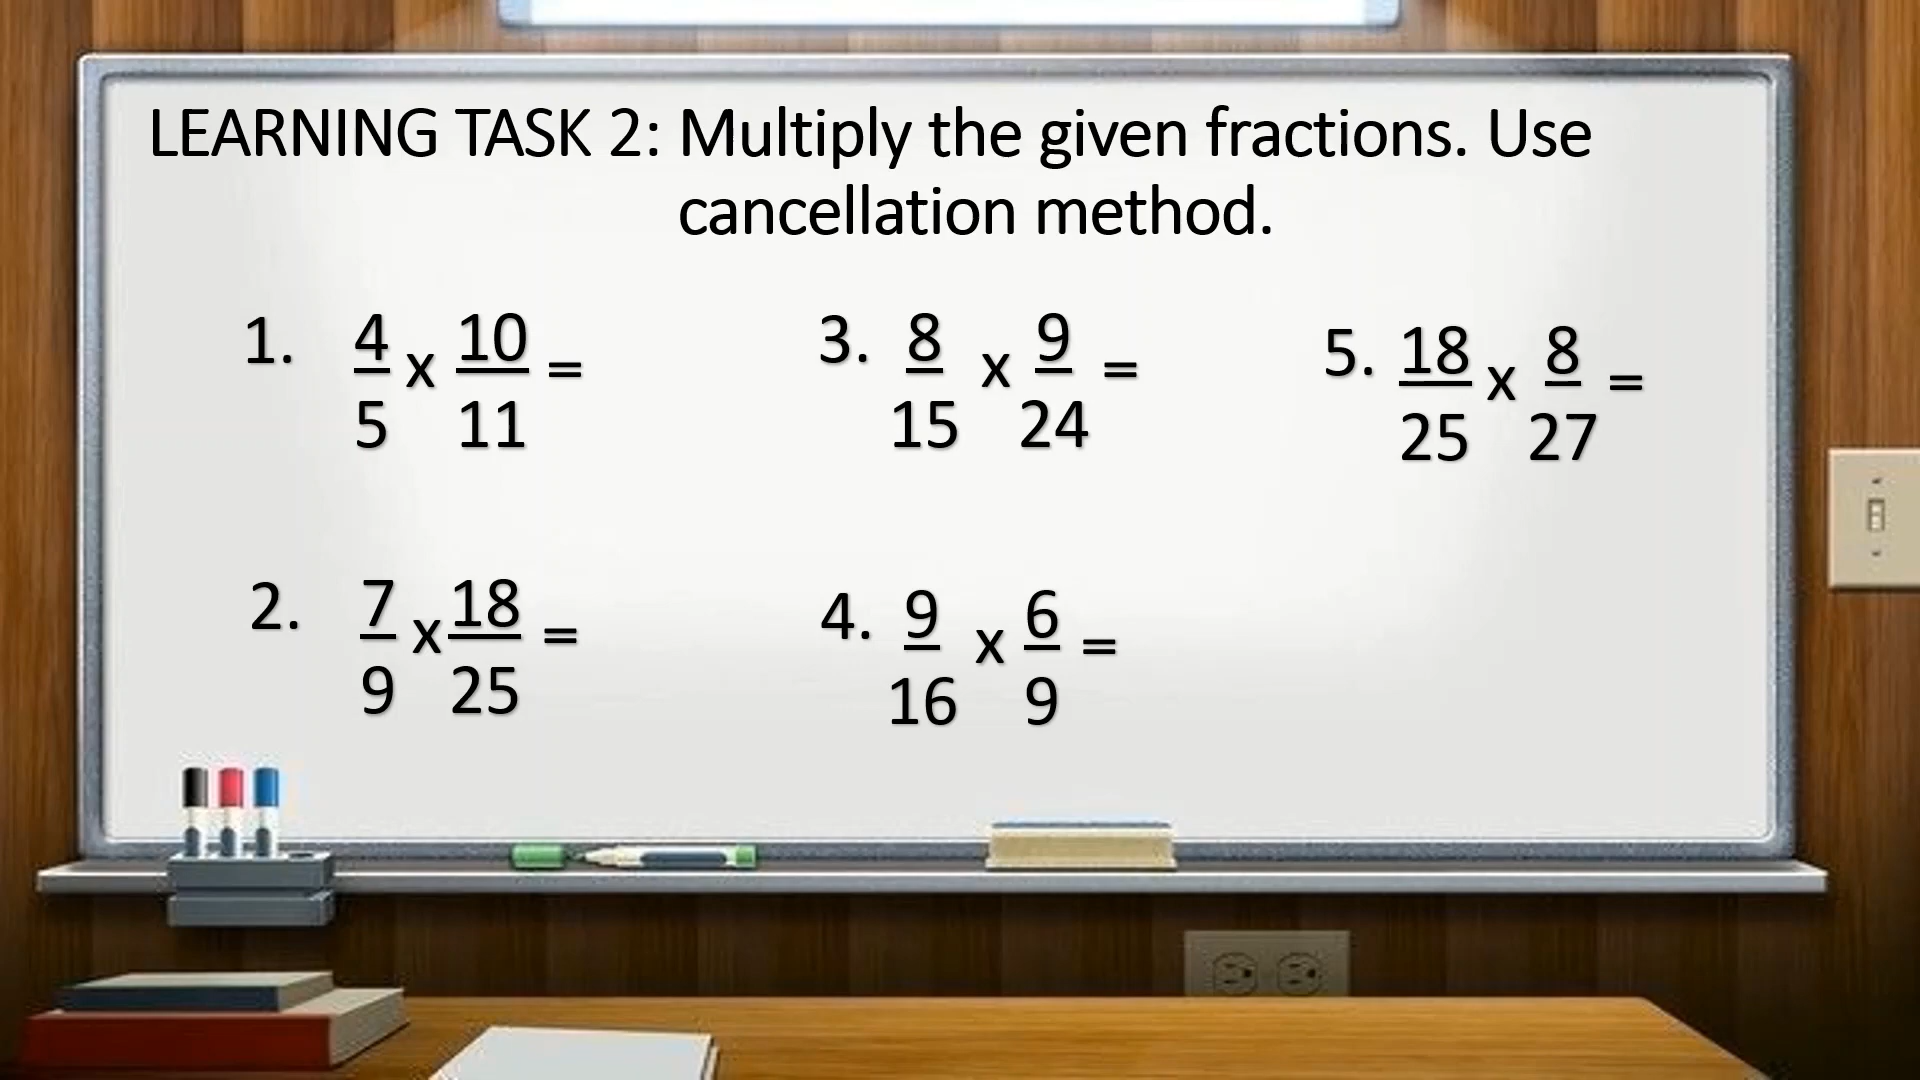 LEARNING TASK 2: Multiply the given fractions. Use
cancellation method.
1. 4/5 x 10/11 =
2. 7/9 x 18/25 =
3. 8/15 x 9/24 =
4. 9/16 x 6/9 =
5. 18/25 x 8/27 =